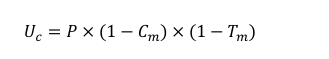 U_c = P × (1 − C_m) × (1 − T_m)